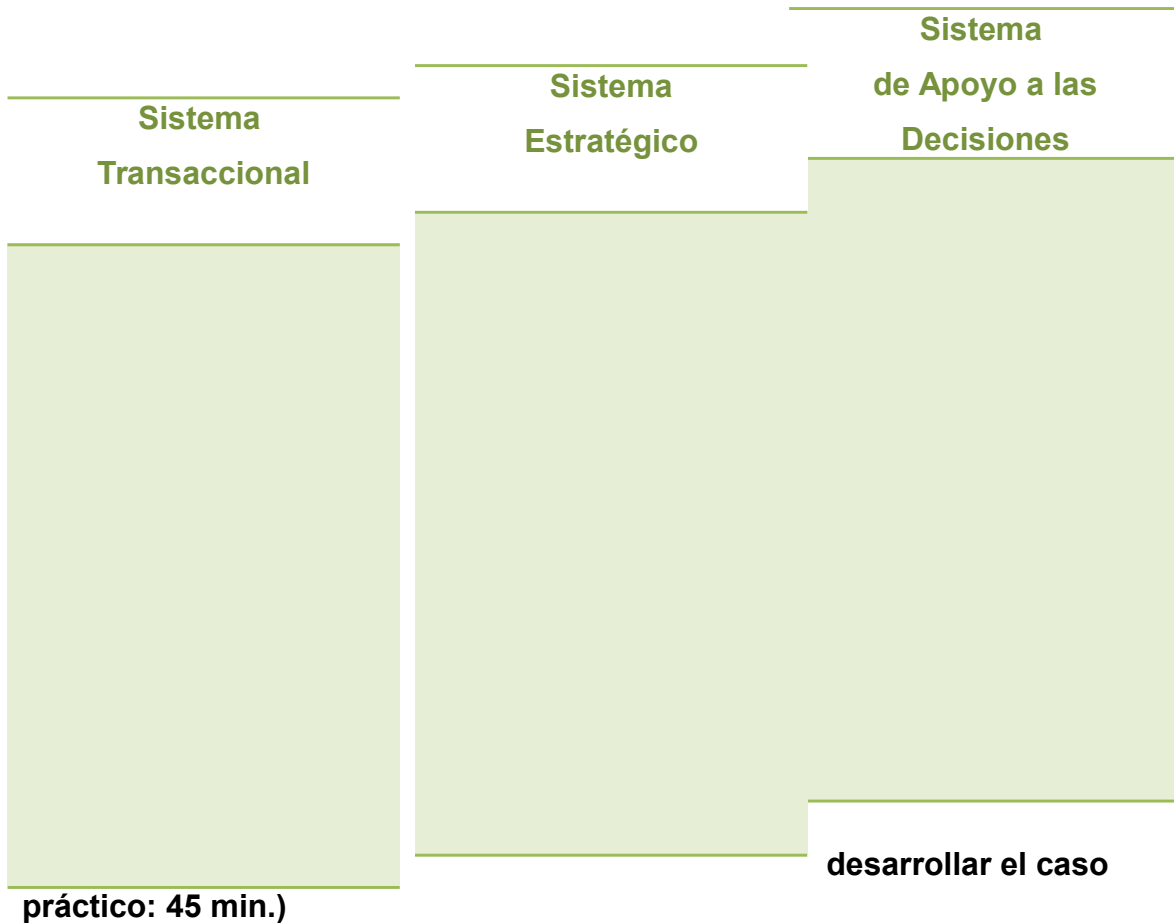 Sistema
Transaccional
Sistema
Estratégico
Sistema
de Apoyo a las
Decisiones
desarrollar el caso
práctico: 45 min.)